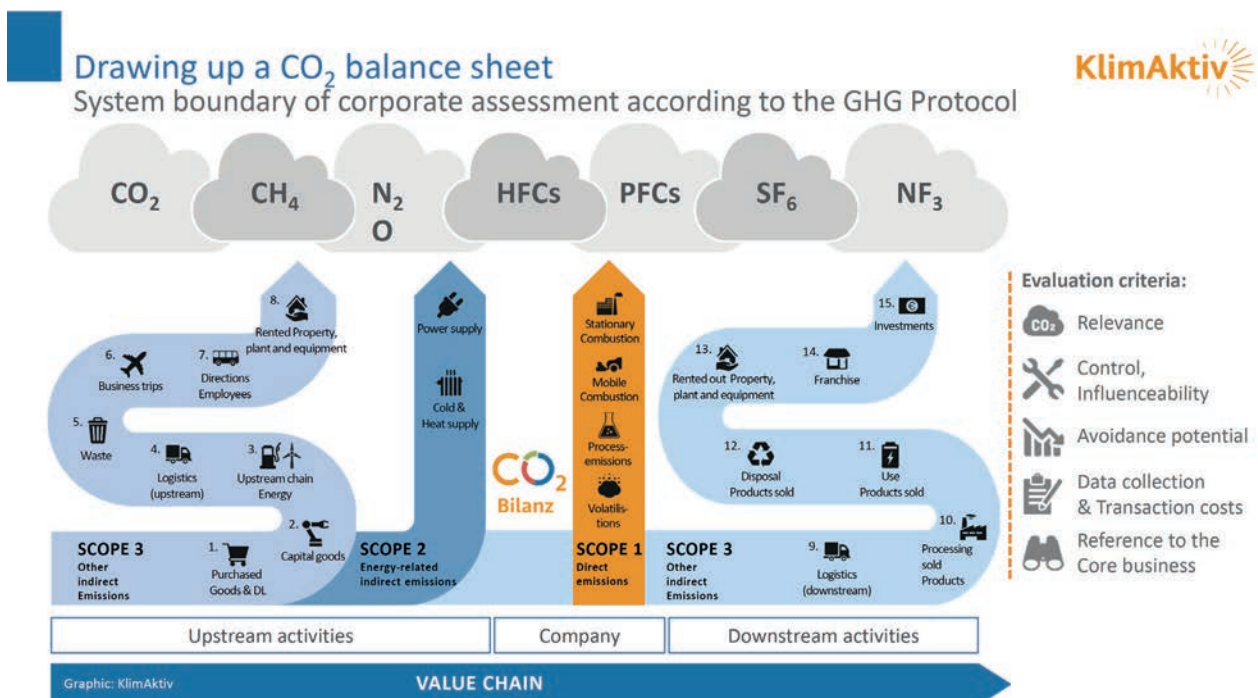 Drawing up a CO₂ balance sheet
System boundary of corporate assessment according to the GHG Protocol
KlimAktiv
CO₂
CH₄
N₂
O
HFCs
PFCs
SF₆
NF₃
8.
Rented Property,
plant and equipment
6.
Business trips
7.
Directions
Employees
5.
Waste
4.
Logistics
(upstream)
3.
Upstream chain
Energy
2.
Capital goods
1.
Purchased
Goods & DL
SCOPE 3
Other
indirect
Emissions
Power supply
Cold &
Heat supply
SCOPE 2
Energy-related
indirect emissions
CO₂
Bilanz
Stationary
Combustion
Mobile
Combustion
Process-
emissions
Volatilis-
tions
SCOPE 1
Direct
emissions
15.
Investments
13.
Rented out Property,
plant and equipment
14.
Franchise
12.
Disposal
Products sold
11.
Use
Products sold
10.
Processing
sold
Products
9.
Logistics
(downstream)
SCOPE 3
Other
indirect
Emissions
Evaluation criteria:
CO₂
Relevance
Control,
Influenceability
Avoidance potential
Data collection
& Transaction costs
Reference to the
Core business
Upstream activities
Company
Downstream activities
Graphic: KlimAktiv
VALUE CHAIN